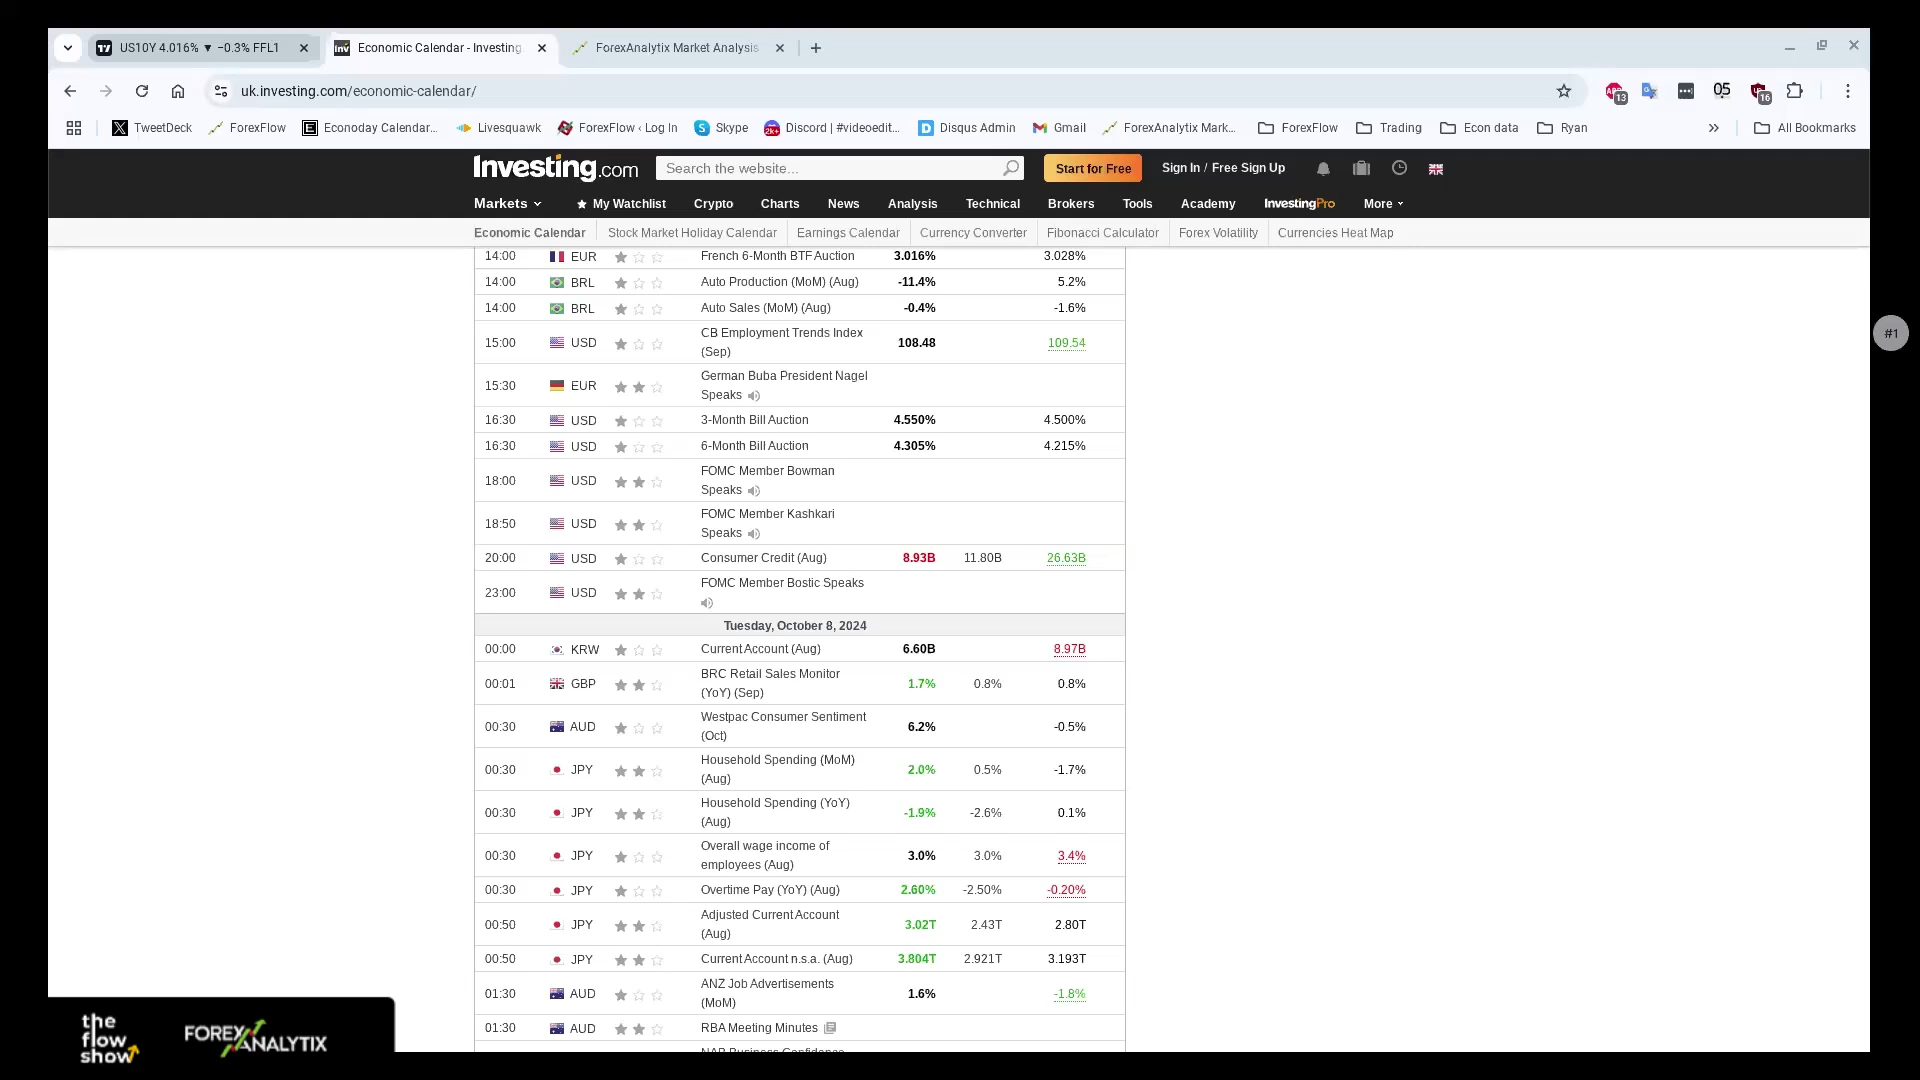 US10Y 4.016% ▼ −0.3% FFL1
Economic Calendar - Investing
ForexAnalytix Market Analysis
uk.investing.com/economic-calendar/
13
05
16
TweetDeck
ForexFlow
Econoday Calendar...
Livesquawk
ForexFlow ‹ Log In
Skype
Discord | #videoedit...
Disqus Admin
Gmail
ForexAnalytix Mark...
ForexFlow
Trading
Econ data
Ryan
All Bookmarks
Investing.com
Search the website...
Start for Free
Sign In / Free Sign Up
Markets
My Watchlist
Crypto
Charts
News
Analysis
Technical
Brokers
Tools
Academy
InvestingPro
More
Economic Calendar
Stock Market Holiday Calendar
Earnings Calendar
Currency Converter
Fibonacci Calculator
Forex Volatility
Currencies Heat Map
14:00 EUR French 6-Month BTF Auction 3.016% 3.028%
14:00 BRL Auto Production (MoM) (Aug) -11.4% 5.2%
14:00 BRL Auto Sales (MoM) (Aug) -0.4% -1.6%
15:00 USD CB Employment Trends Index
(Sep) 108.48 109.54
15:30 EUR German Buba President Nagel
Speaks
16:30 USD 3-Month Bill Auction 4.550% 4.500%
16:30 USD 6-Month Bill Auction 4.305% 4.215%
18:00 USD FOMC Member Bowman
Speaks
18:50 USD FOMC Member Kashkari
Speaks
20:00 USD Consumer Credit (Aug) 8.93B 11.80B 26.63B
23:00 USD FOMC Member Bostic Speaks
Tuesday, October 8, 2024
00:00 KRW Current Account (Aug) 6.60B 8.97B
00:01 GBP BRC Retail Sales Monitor
(YoY) (Sep) 1.7% 0.8% 0.8%
00:30 AUD Westpac Consumer Sentiment
(Oct) 6.2% -0.5%
00:30 JPY Household Spending (MoM)
(Aug) 2.0% 0.5% -1.7%
00:30 JPY Household Spending (YoY)
(Aug) -1.9% -2.6% 0.1%
00:30 JPY Overall wage income of
employees (Aug) 3.0% 3.0% 3.4%
00:30 JPY Overtime Pay (YoY) (Aug) 2.60% -2.50% -0.20%
00:50 JPY Adjusted Current Account
(Aug) 3.02T 2.43T 2.80T
00:50 JPY Current Account n.s.a. (Aug) 3.804T 2.921T 3.193T
01:30 AUD ANZ Job Advertisements
(MoM) 1.6% -1.8%
01:30 AUD RBA Meeting Minutes
#1
the
flow
show
FOREX ANALYTIX